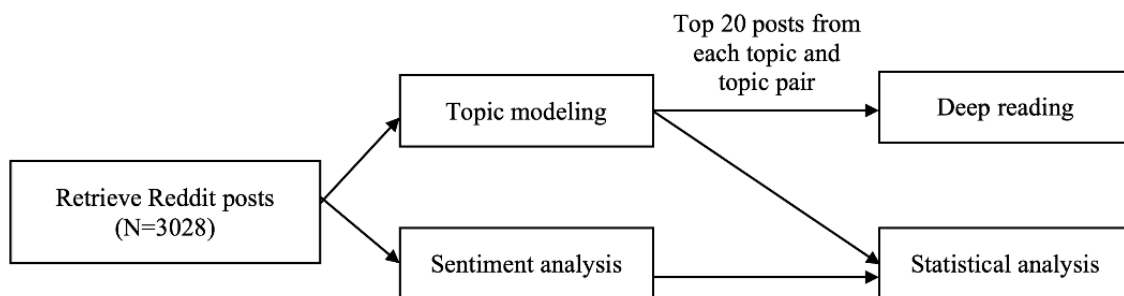 Top 20 posts from
each topic and
topic pair
Topic modeling
Deep reading
Retrieve Reddit posts
(N=3028)
Sentiment analysis
Statistical analysis